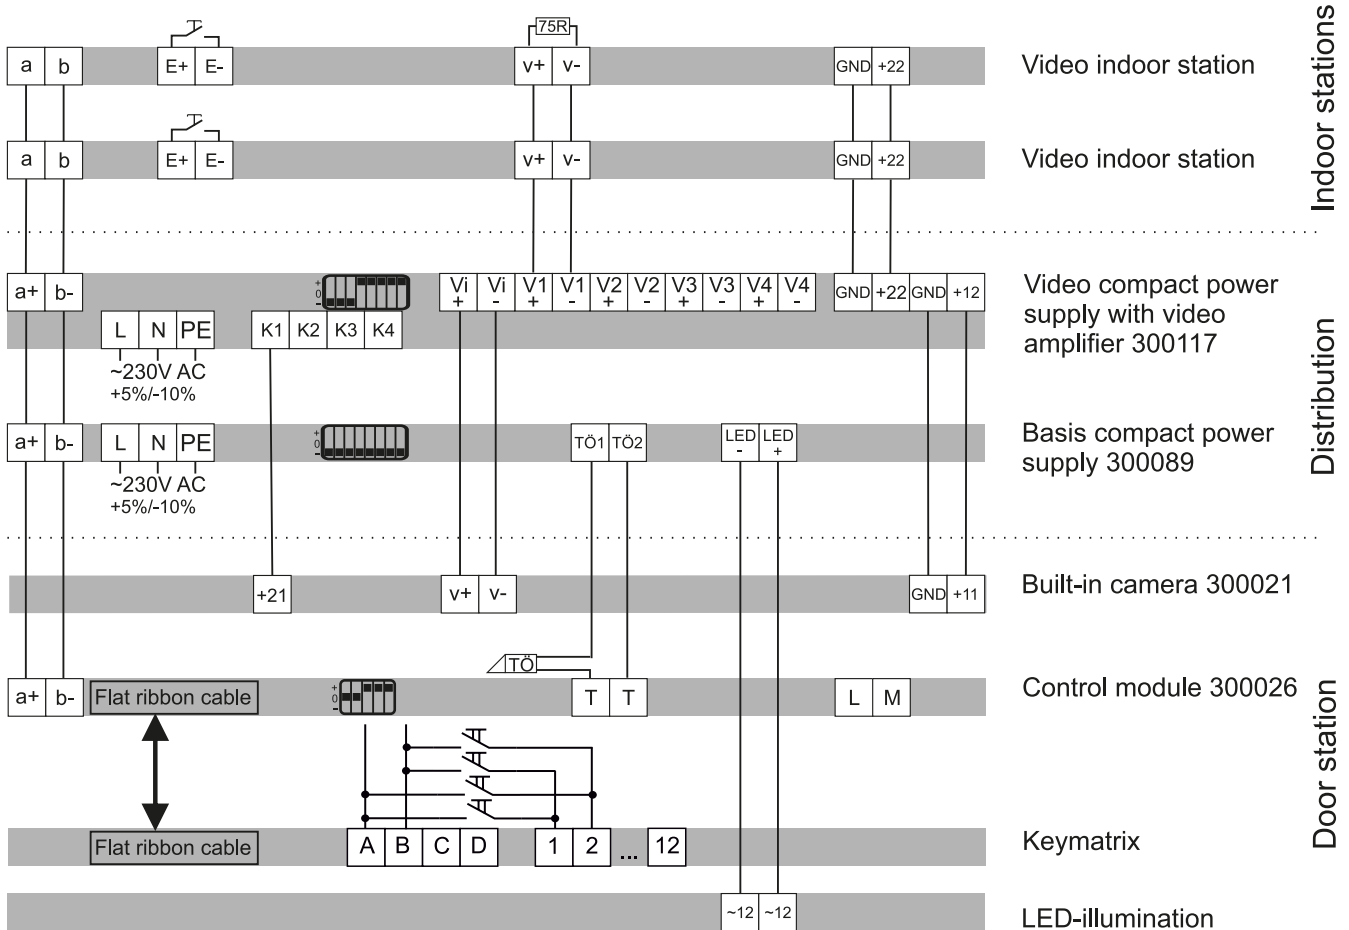 75R
a b E+ E- v+ v- GND +22 Video indoor station
a b E+ E- v+ v- GND +22 Video indoor station
Indoor stations
a+ b- + 0 - Vi + Vi - V1 + V1 - V2 + V2 - V3 + V3 - V4 + V4 - GND +22 GND +12
Video compact power
supply with video
amplifier 300117
L N PE K1 K2 K3 K4
~230V AC
+5%/-10%
a+ b- L N PE + 0 - TÖ1 TÖ2 LED - LED +
Basis compact power
supply 300089
~230V AC
+5%/-10%
Distribution
+21 v+ v- GND +11 Built-in camera 300021
TÖ
a+ b- Flat ribbon cable + 0 - T T L M Control module 300026
Flat ribbon cable A B C D 1 2 ... 12 Keymatrix
~12 ~12 LED-illumination
Door station